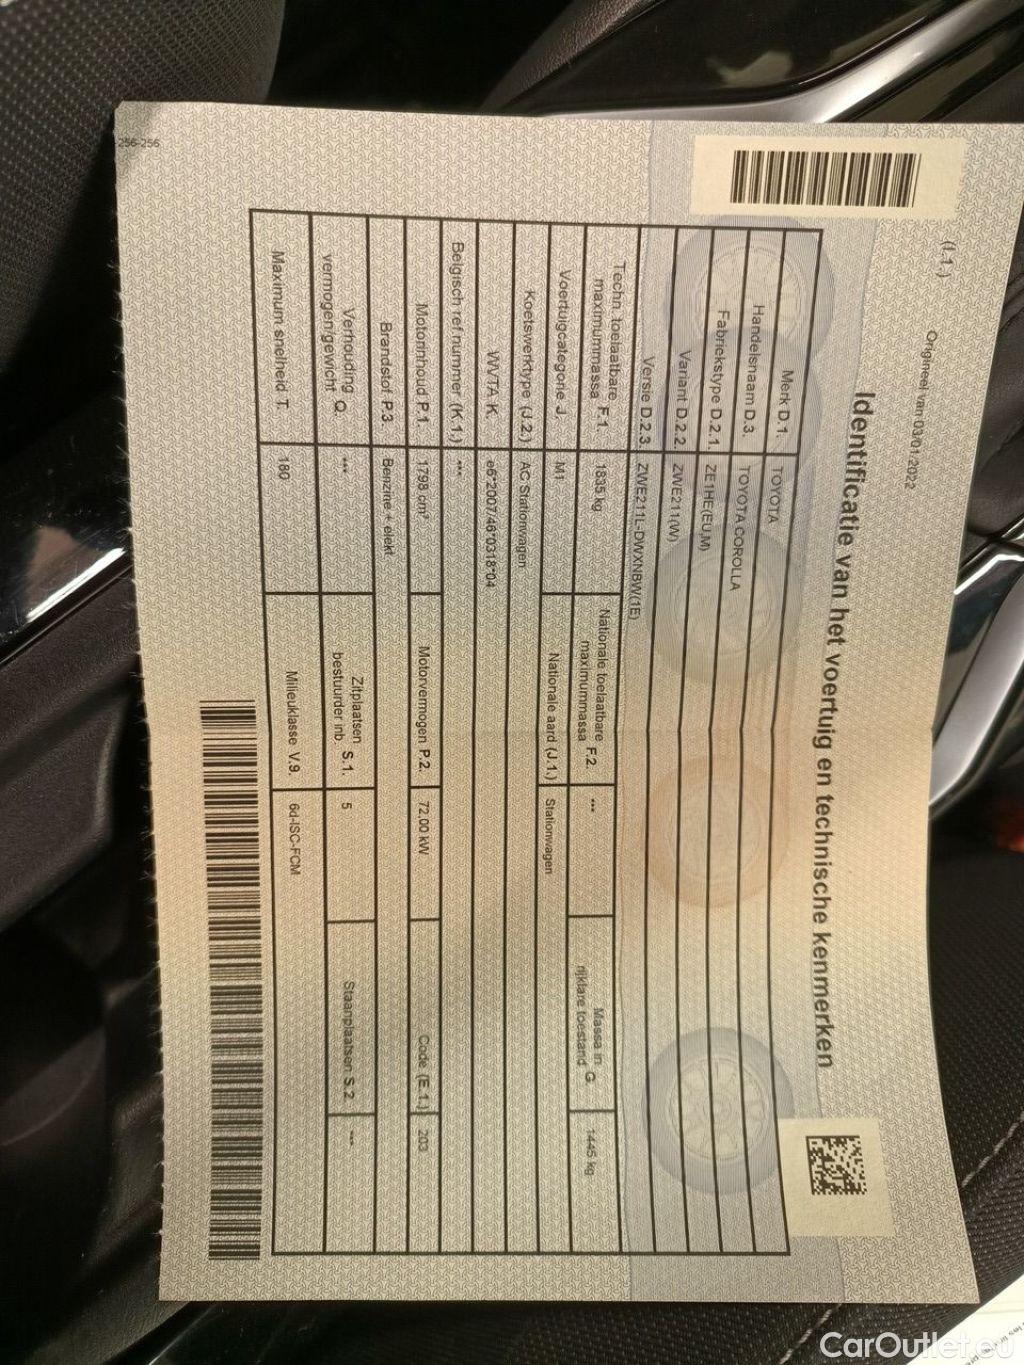 (I.1.)
Origineel van 03/01/2022
Identificatie van het voertuig en technische kenmerken
Merk D.1. TOYOTA
Handelsnaam D.3. TOYOTA COROLLA
Fabriekstype D.2.1. ZE1HE(EU,M)
Variant D.2.2. ZWE211(W)
Versie D.2.3. ZWE211L-DWXNBW(1E)
Techn. toelaatbare maximummassa F.1. 1835 kg Nationale toelaatbare maximummassa F.2. *** Massa in rijklare toestand G 1445 kg
Voertuigcategorie J. M1 Nationale aard (J.1.) Stationwagen
Koetswerktype (J.2.) AC Stationwagen
WVTA K. e6*2007/46*0318*04
Belgisch ref.nummer (K.1.) ***
Motorinhoud P.1. 1798 cm³ Motorvermogen P.2. 72,00 kW Code (E.1.) 203
Brandstof P.3. Benzine + elekt
Verhouding vermogen/gewicht Q. *** Zitplaatsen bestuurder inb. S.1. 5 Staanplaatsen S.2 ***
Maximum snelheid T. 180 Milieuklasse V.9. 6d-ISC-FCM
256-256
CarOutlet.eu